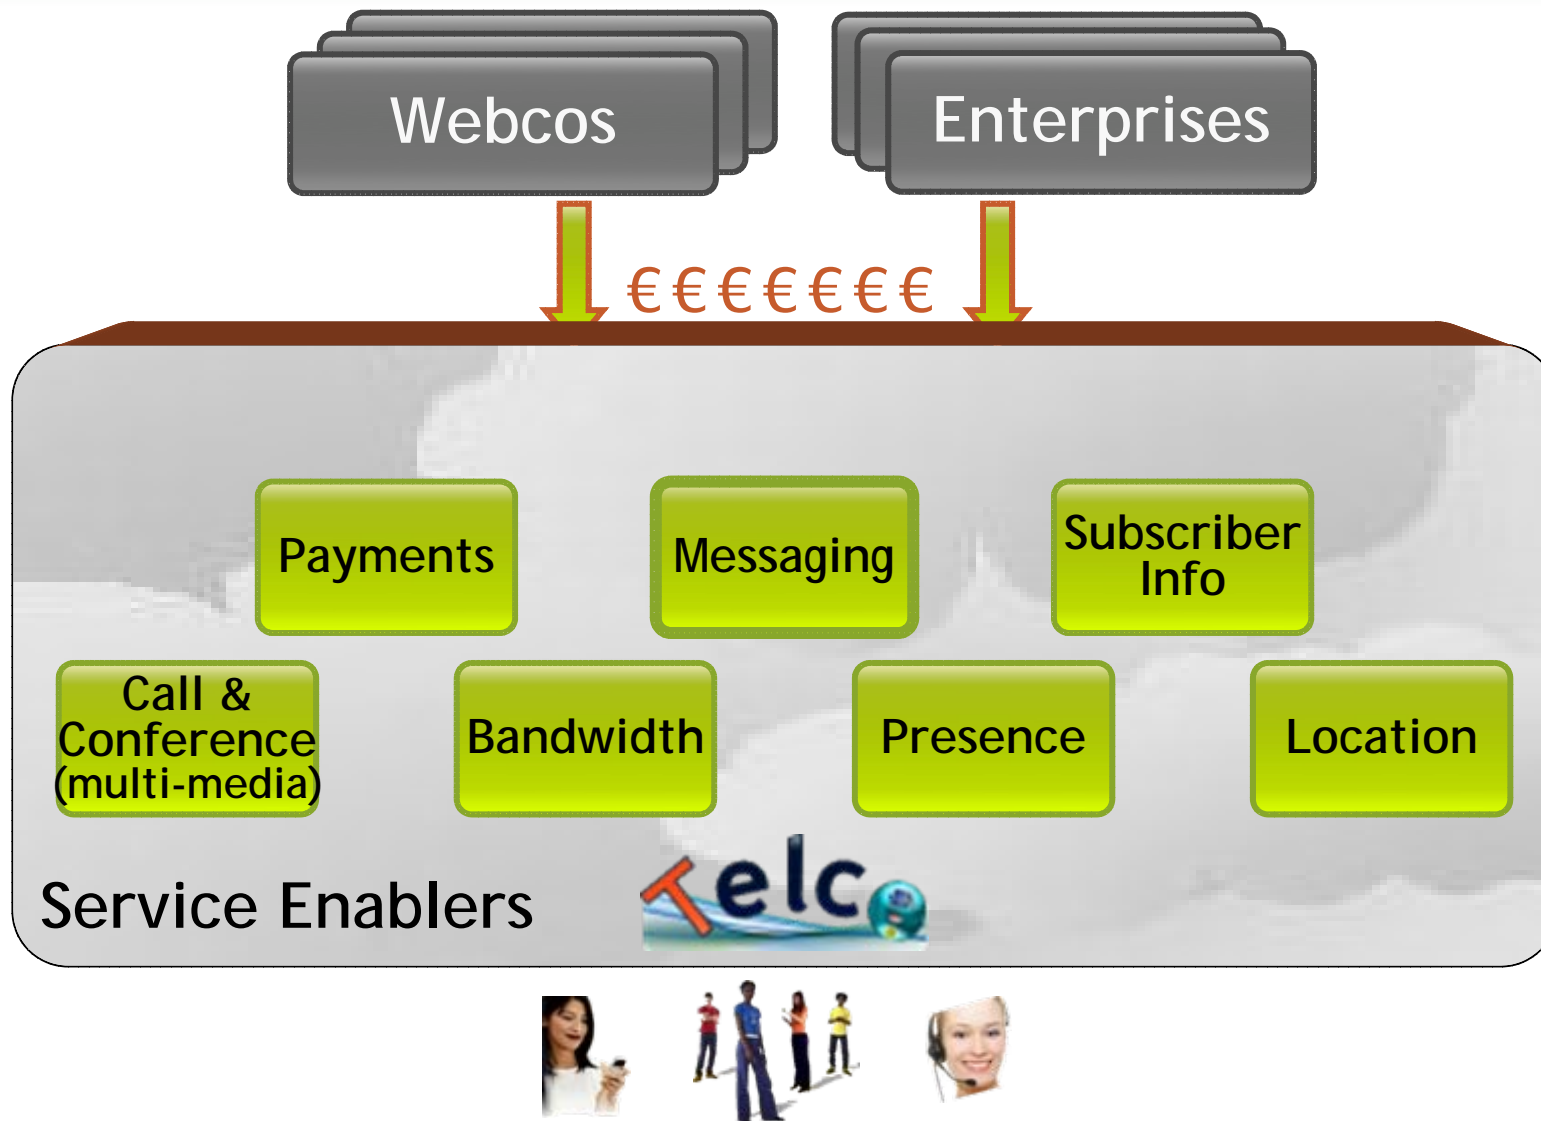 Webcos
Enterprises
€€€€€€€
Payments
Messaging
Subscriber
Info
Call &
Conference
(multi-media)
Bandwidth
Presence
Location
Service Enablers
Telco